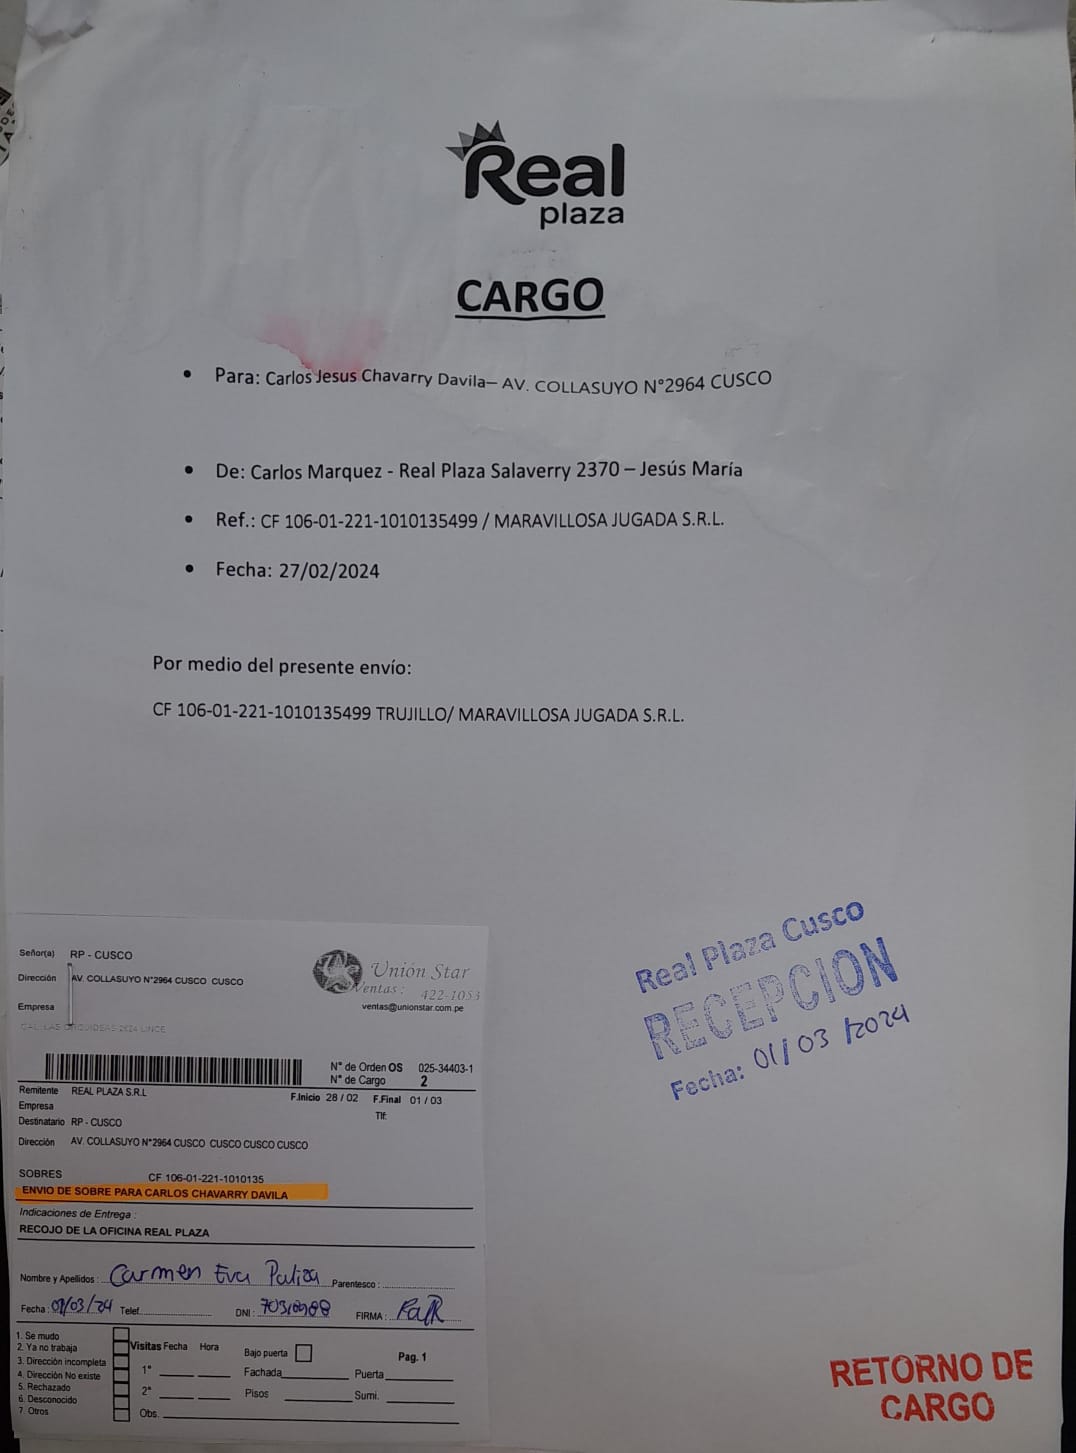 Real
plaza
CARGO
• Para: Carlos Jesus Chavarry Davila– AV. COLLASUYO N°2964 CUSCO
• De: Carlos Marquez - Real Plaza Salaverry 2370 – Jesús María
• Ref.: CF 106-01-221-1010135499 / MARAVILLOSA JUGADA S.R.L.
• Fecha: 27/02/2024
Por medio del presente envío:
CF 106-01-221-1010135499 TRUJILLO/ MARAVILLOSA JUGADA S.R.L.
Real Plaza Cusco
RECEPCION
Fecha: 01/03/2024
Señor(a) RP - CUSCO
Dirección AV. COLLASUYO N°2964 CUSCO CUSCO
Empresa
Unión Star
Ventas: 422-1053
ventas@unionstar.com.pe
N° de Orden OS 025-34403-1
N° de Cargo 2
Remitente REAL PLAZA S.R.L
F.Inicio 28 / 02 F.Final 01 / 03
Empresa
Tlf:
Destinatario RP - CUSCO
Dirección AV. COLLASUYO N°2964 CUSCO CUSCO CUSCO CUSCO
SOBRES CF 106-01-221-1010135
ENVIO DE SOBRE PARA CARLOS CHAVARRY DAVILA
Indicaciones de Entrega :
RECOJO DE LA OFICINA REAL PLAZA
Nombre y Apellidos : Carmen Eva Parentesco :
Fecha : 01/03/24 Telef. DNI : FIRMA :
1. Se mudo
2. Ya no trabaja
3. Dirección incompleta
4. Dirección No existe
5. Rechazado
6. Desconocido
7. Otros
Visitas Fecha Hora Bajo puerta Pag. 1
1° Fachada Puerta
2° Pisos Sumi.
Obs.
RETORNO DE
CARGO